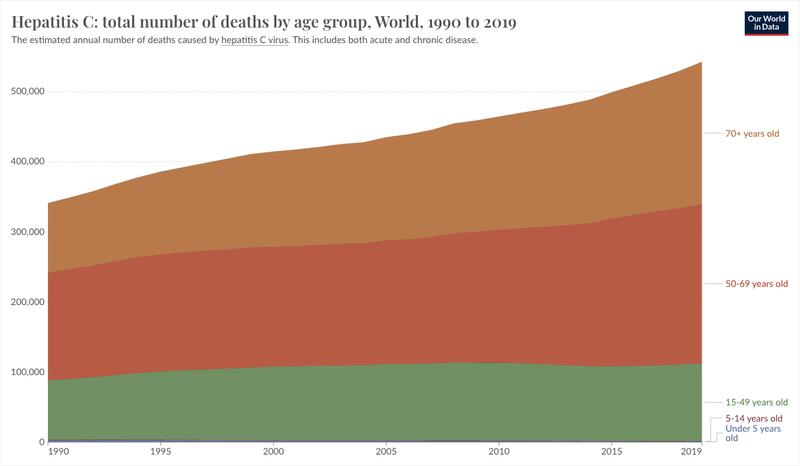 Hepatitis C: total number of deaths by age group, World, 1990 to 2019
Our World
in Data
The estimated annual number of deaths caused by hepatitis C virus. This includes both acute and chronic disease.
500,000
400,000
300,000
200,000
100,000
0
70+ years old
50-69 years old
15-49 years old
5-14 years old
Under 5 years
old
1990
1995
2000
2005
2010
2015
2019